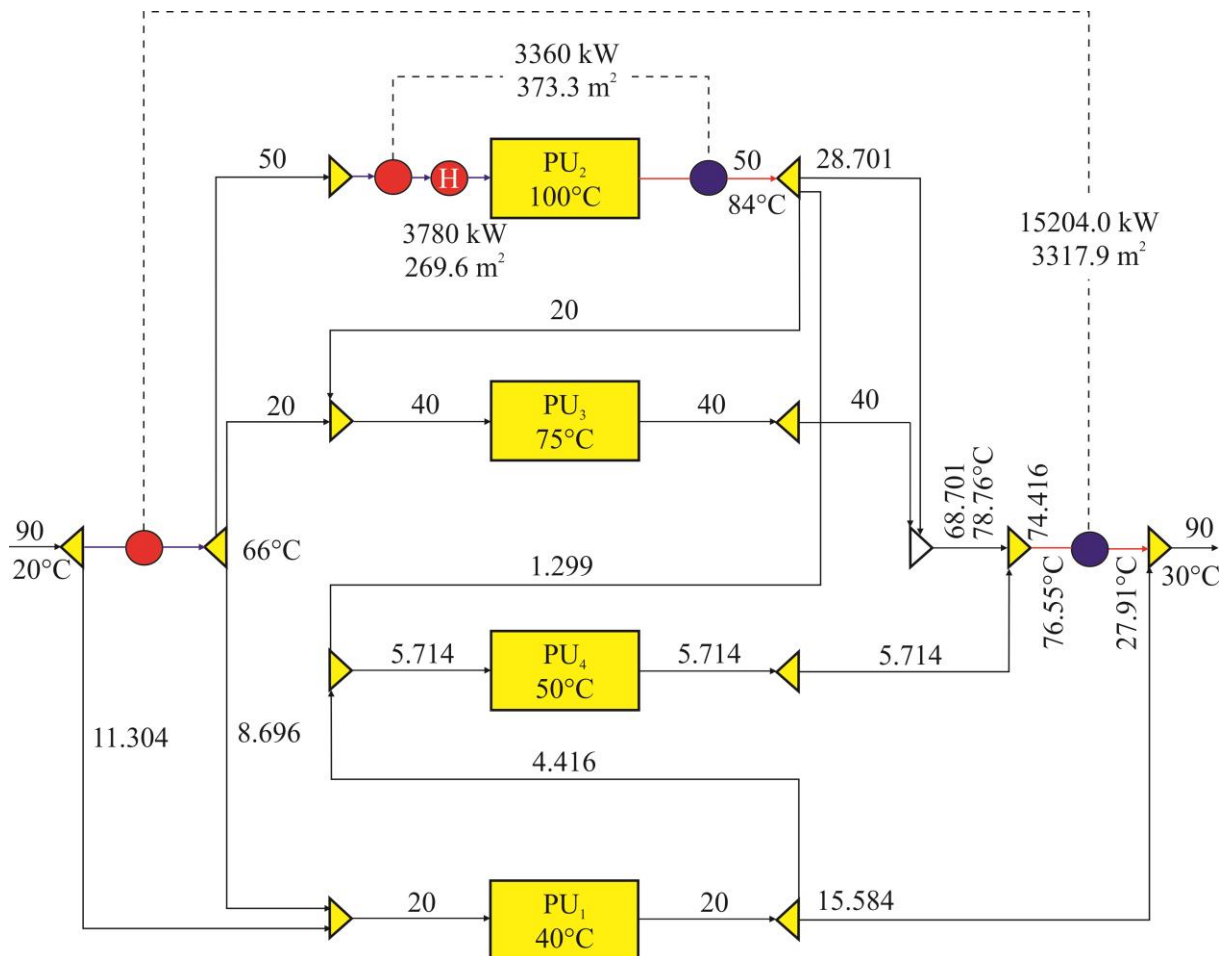 3360 kW
373.3 m²
50
PU₂
100°C
50
28.701
84°C
H
3780 kW
269.6 m²
15204.0 kW
3317.9 m²
20
20
40
PU₃
75°C
40
40
68.701
78.76°C
74.416
90
20°C
66°C
76.55°C
27.91°C
90
30°C
1.299
5.714
PU₄
50°C
5.714
5.714
11.304
8.696
4.416
20
PU₁
40°C
20
15.584